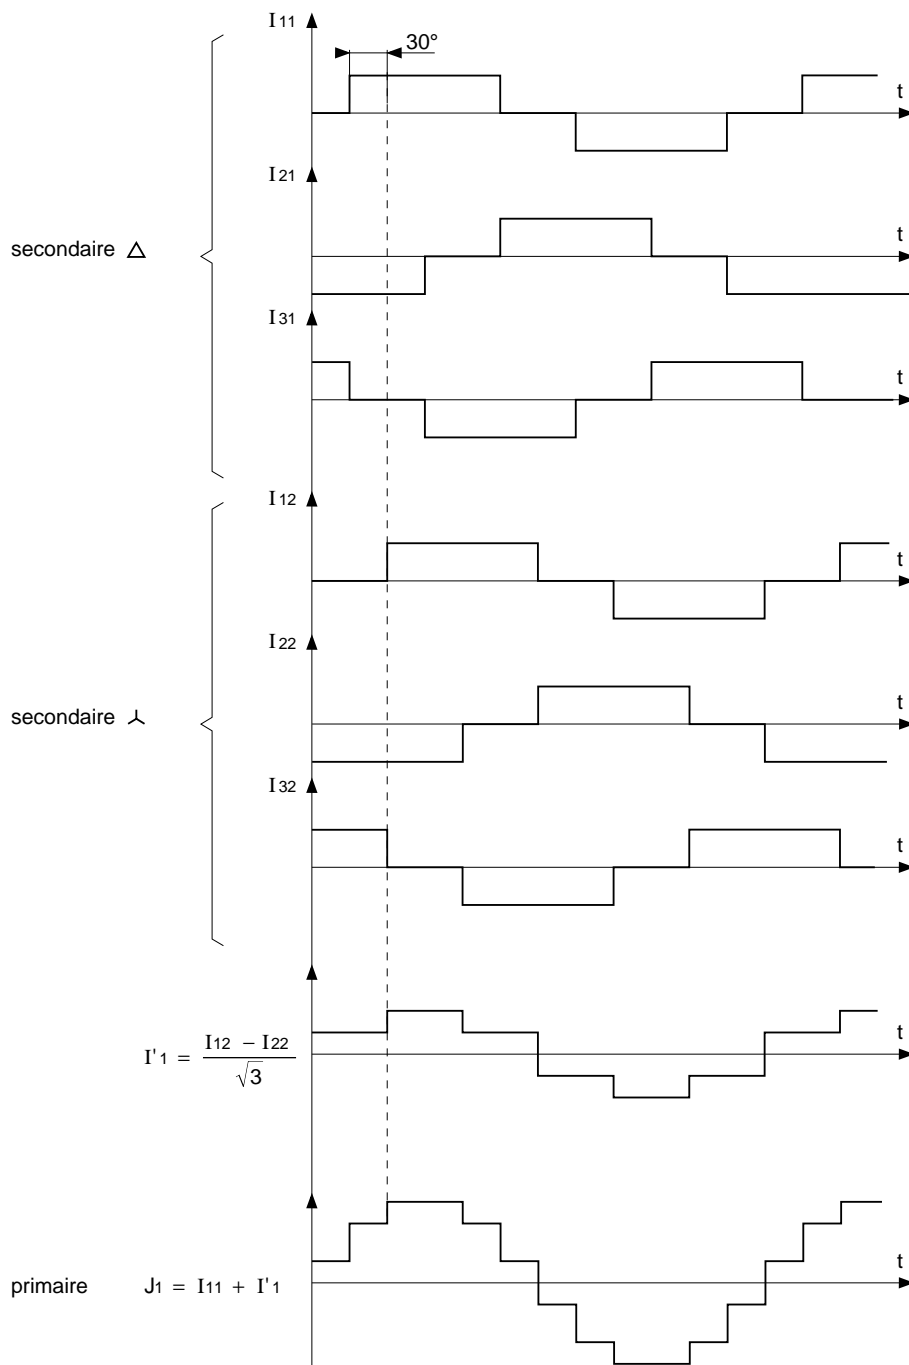 I11
30°
t
I21
t
secondaire △
I31
t
I12
t
I22
t
secondaire ⅄
I32
t
I'1 = I12 − I22 / √3
t
primaire J1 = I11 + I'1
t